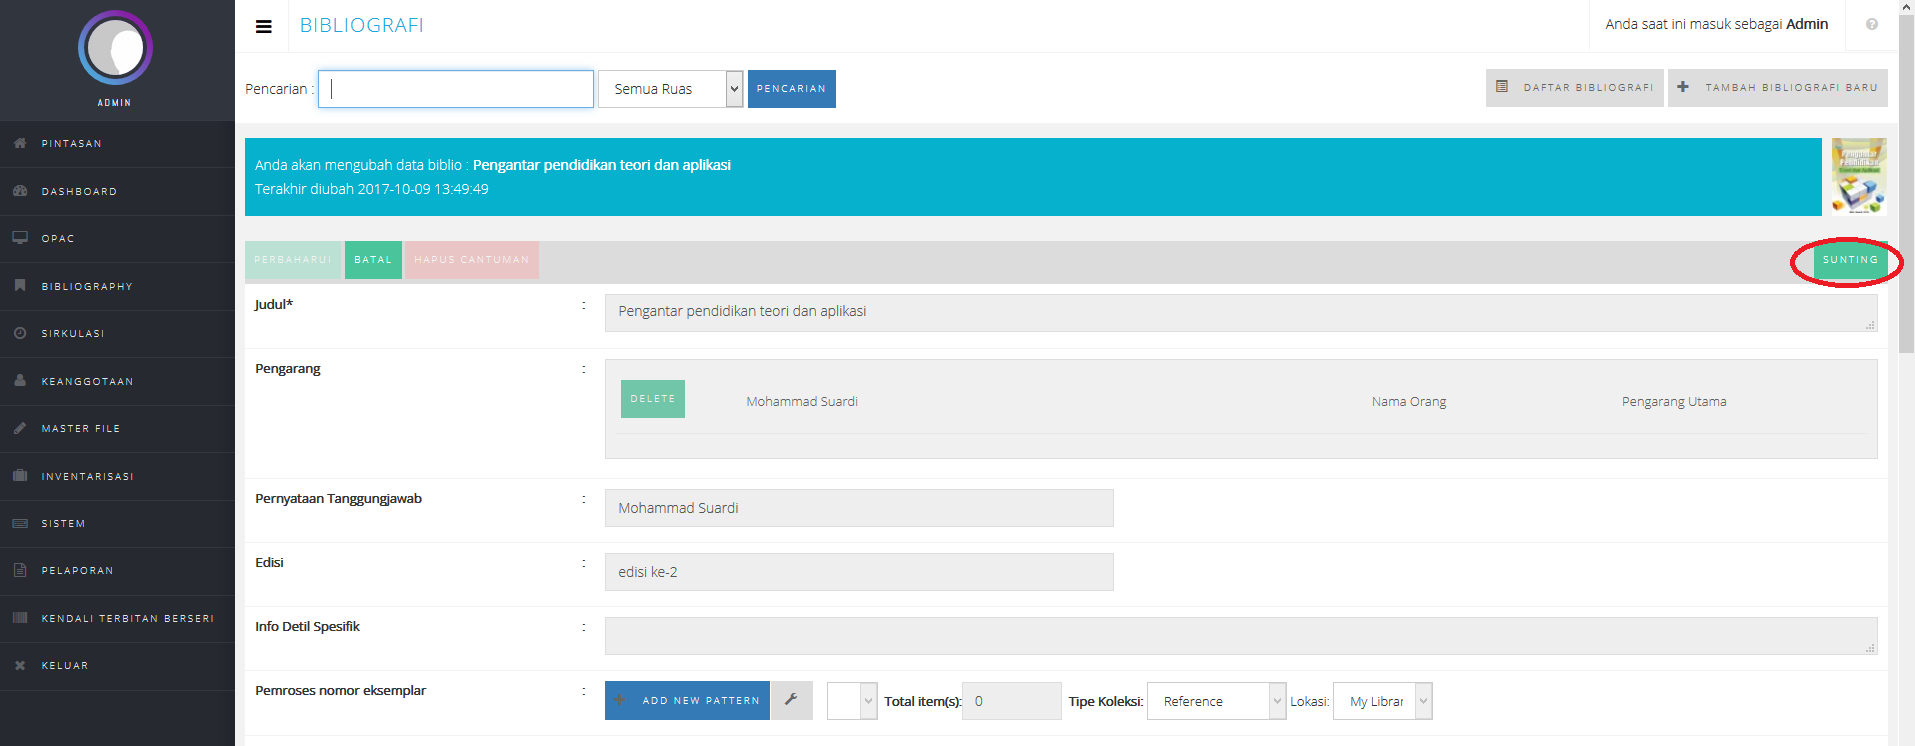 BIBLIOGRAFI
Anda saat ini masuk sebagai Admin
ADMIN
PINTASAN
DASHBOARD
OPAC
BIBLIOGRAPHY
SIRKULASI
KEANGGOTAAN
MASTER FILE
INVENTARISASI
SISTEM
PELAPORAN
KENDALI TERBITAN BERSERI
KELUAR
Pencarian : Semua Ruas PENCARIAN
DAFTAR BIBLIOGRAFI TAMBAH BIBLIOGRAFI BARU
Anda akan mengubah data biblio : Pengantar pendidikan teori dan aplikasi
Terakhir diubah 2017-10-09 13:49:49
Pengantar
Pendidikan
Teori dan Aplikasi
PERBAHARUI BATAL HAPUS CANTUMAN SUNTING
Judul* : Pengantar pendidikan teori dan aplikasi
Pengarang :
DELETE Mohammad Suardi Nama Orang Pengarang Utama
Pernyataan Tanggungjawab : Mohammad Suardi
Edisi : edisi ke-2
Info Detil Spesifik :
Pemroses nomor eksemplar : ADD NEW PATTERN Total item(s): 0 Tipe Koleksi: Reference Lokasi: My Librar